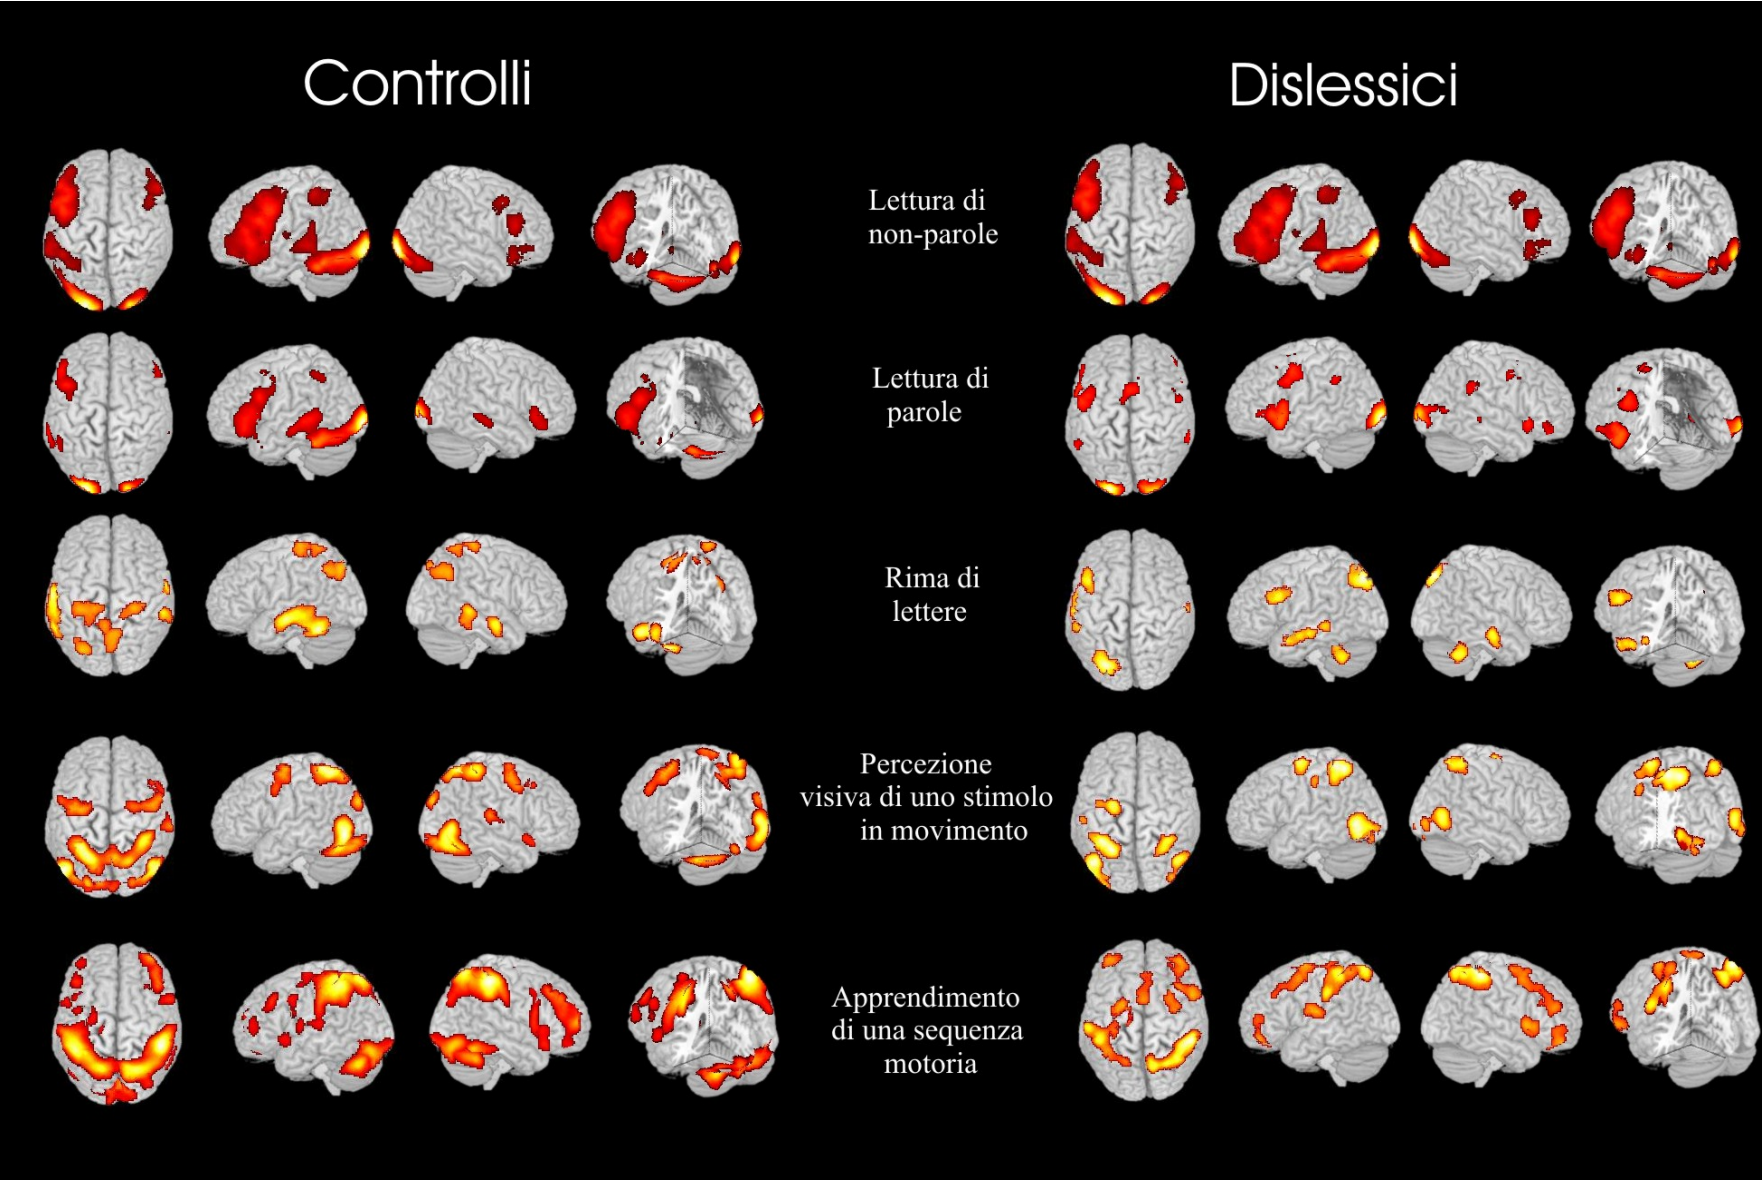 Controlli
Dislessici
Lettura di
non-parole
Lettura di
parole
Rima di
lettere
Percezione
visiva di uno stimolo
in movimento
Apprendimento
di una sequenza
motoria